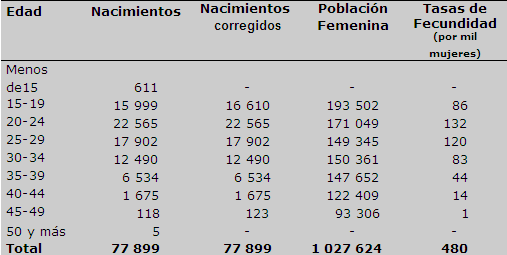 Edad Nacimientos Nacimientos corregidos Población Femenina Tasas de Fecundidad (por mil mujeres)
Menos
de15 611 - - -
15-19 15 999 16 610 193 502 86
20-24 22 565 22 565 171 049 132
25-29 17 902 17 902 149 345 120
30-34 12 490 12 490 150 361 83
35-39 6 534 6 534 147 652 44
40-44 1 675 1 675 122 409 14
45-49 118 123 93 306 1
50 y más 5 - - -
Total 77 899 77 899 1 027 624 480